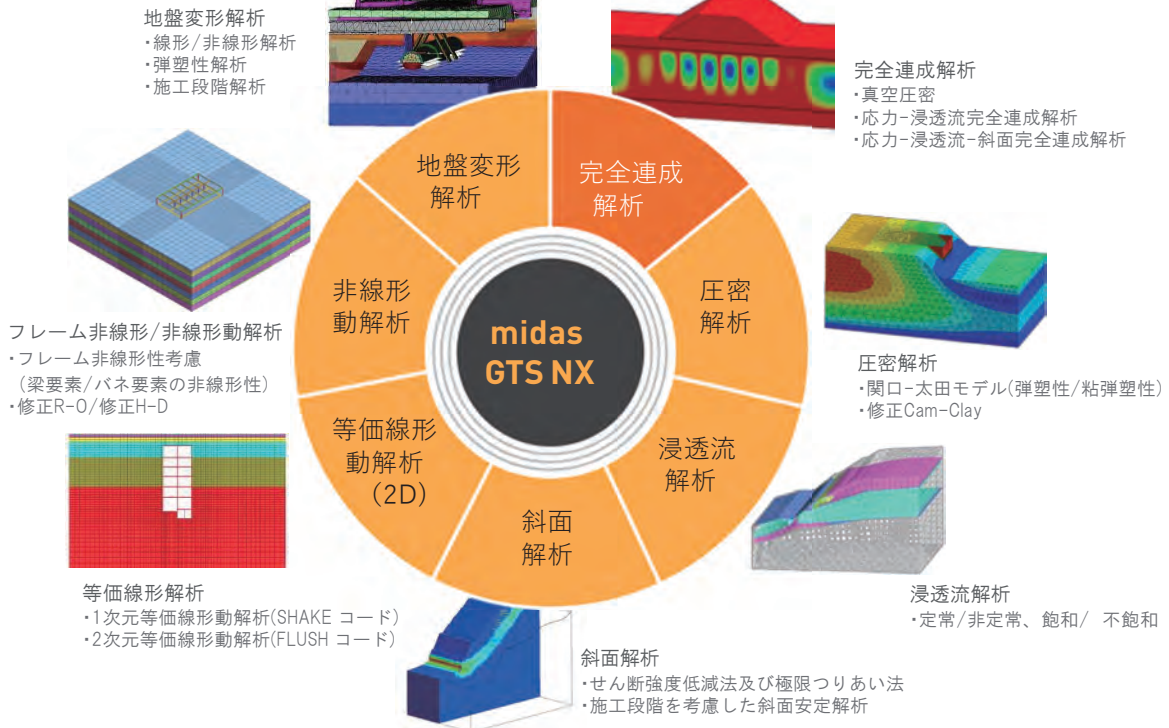 地盤変形解析
・線形/非線形解析
・弾塑性解析
・施工段階解析
完全連成解析
・真空圧密
・応力-浸透流完全連成解析
・応力-浸透流-斜面完全連成解析
地盤変形
解析
完全連成
解析
非線形
動解析
圧密
解析
midas
GTS NX
フレーム非線形/非線形動解析
・フレーム非線形性考慮
（梁要素/バネ要素の非線形性）
・修正R-O/修正H-D
圧密解析
・関口-太田モデル(弾塑性/粘弾塑性)
・修正Cam-Clay
等価線形
動解析
（2D）
浸透流
解析
斜面
解析
等価線形解析
・1次元等価線形動解析(SHAKE コード)
・2次元等価線形動解析(FLUSH コード)
浸透流解析
・定常/非定常、飽和/ 不飽和
斜面解析
・せん断強度低減法及び極限つりあい法
・施工段階を考慮した斜面安定解析